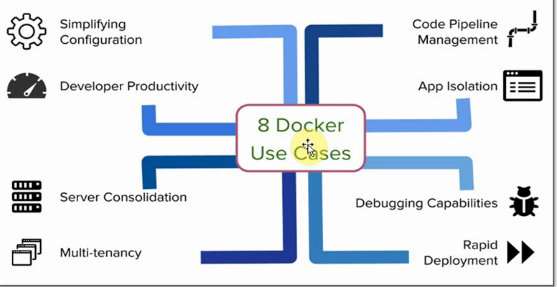 Simplifying
Configuration
Developer Productivity
Server Consolidation
Multi-tenancy
8 Docker
Use Cases
Code Pipeline
Management
App Isolation
Debugging Capabilities
Rapid
Deployment